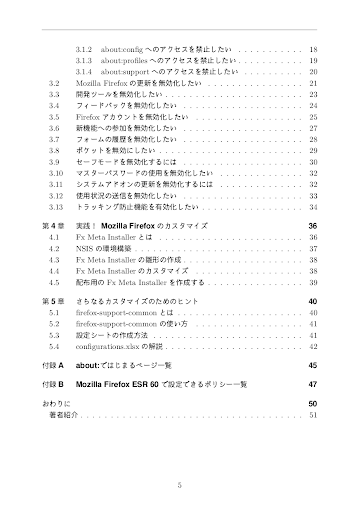 3.1.2 about:config へのアクセスを禁止したい . . . . . . . . . . . 18
3.1.3 about:profiles へのアクセスを禁止したい . . . . . . . . . . . 19
3.1.4 about:support へのアクセスを禁止したい . . . . . . . . . . 20
3.2 Mozilla Firefox の更新を無効化したい . . . . . . . . . . . . . . . . 21
3.3 開発ツールを無効化したい . . . . . . . . . . . . . . . . . . . . . . 23
3.4 フィードバックを無効化したい . . . . . . . . . . . . . . . . . . . . 24
3.5 Firefox アカウントを無効化したい . . . . . . . . . . . . . . . . . . 25
3.6 新機能への参加を無効化したい . . . . . . . . . . . . . . . . . . . . 27
3.7 フォームの履歴を無効化したい . . . . . . . . . . . . . . . . . . . . 28
3.8 ポケットを無効にしたい . . . . . . . . . . . . . . . . . . . . . . . 29
3.9 セーフモードを無効化するには . . . . . . . . . . . . . . . . . . . . 30
3.10 マスターパスワードの使用を無効化したい . . . . . . . . . . . . . . 32
3.11 システムアドオンの更新を無効化するには . . . . . . . . . . . . . . 32
3.12 使用状況の送信を無効化したい . . . . . . . . . . . . . . . . . . . . 33
3.13 トラッキング防止機能を有効化したい . . . . . . . . . . . . . . . . . 34
第 4 章 実践！ Mozilla Firefox のカスタマイズ 36
4.1 Fx Meta Installer とは . . . . . . . . . . . . . . . . . . . . . . . 36
4.2 NSIS の環境構築 . . . . . . . . . . . . . . . . . . . . . . . . . . 37
4.3 Fx Meta Installer の雛形の作成 . . . . . . . . . . . . . . . . . . . 38
4.4 Fx Meta Installer のカスタマイズ . . . . . . . . . . . . . . . . . . 38
4.5 配布用の Fx Meta Installer を作成する . . . . . . . . . . . . . . . . 39
第 5 章 さらなるカスタマイズのためのヒント 40
5.1 firefox-support-common とは . . . . . . . . . . . . . . . . . . . . 40
5.2 firefox-support-common の使い方 . . . . . . . . . . . . . . . . . . 41
5.3 設定シートの作成方法 . . . . . . . . . . . . . . . . . . . . . . . . 41
5.4 configurations.xlsx の解説 . . . . . . . . . . . . . . . . . . . . . . 42
付録 A about:ではじまるページ一覧 45
付録 B Mozilla Firefox ESR 60 で設定できるポリシー一覧 47
おわりに 50
著者紹介 . . . . . . . . . . . . . . . . . . . . . . . . . . . . . . . 51
5